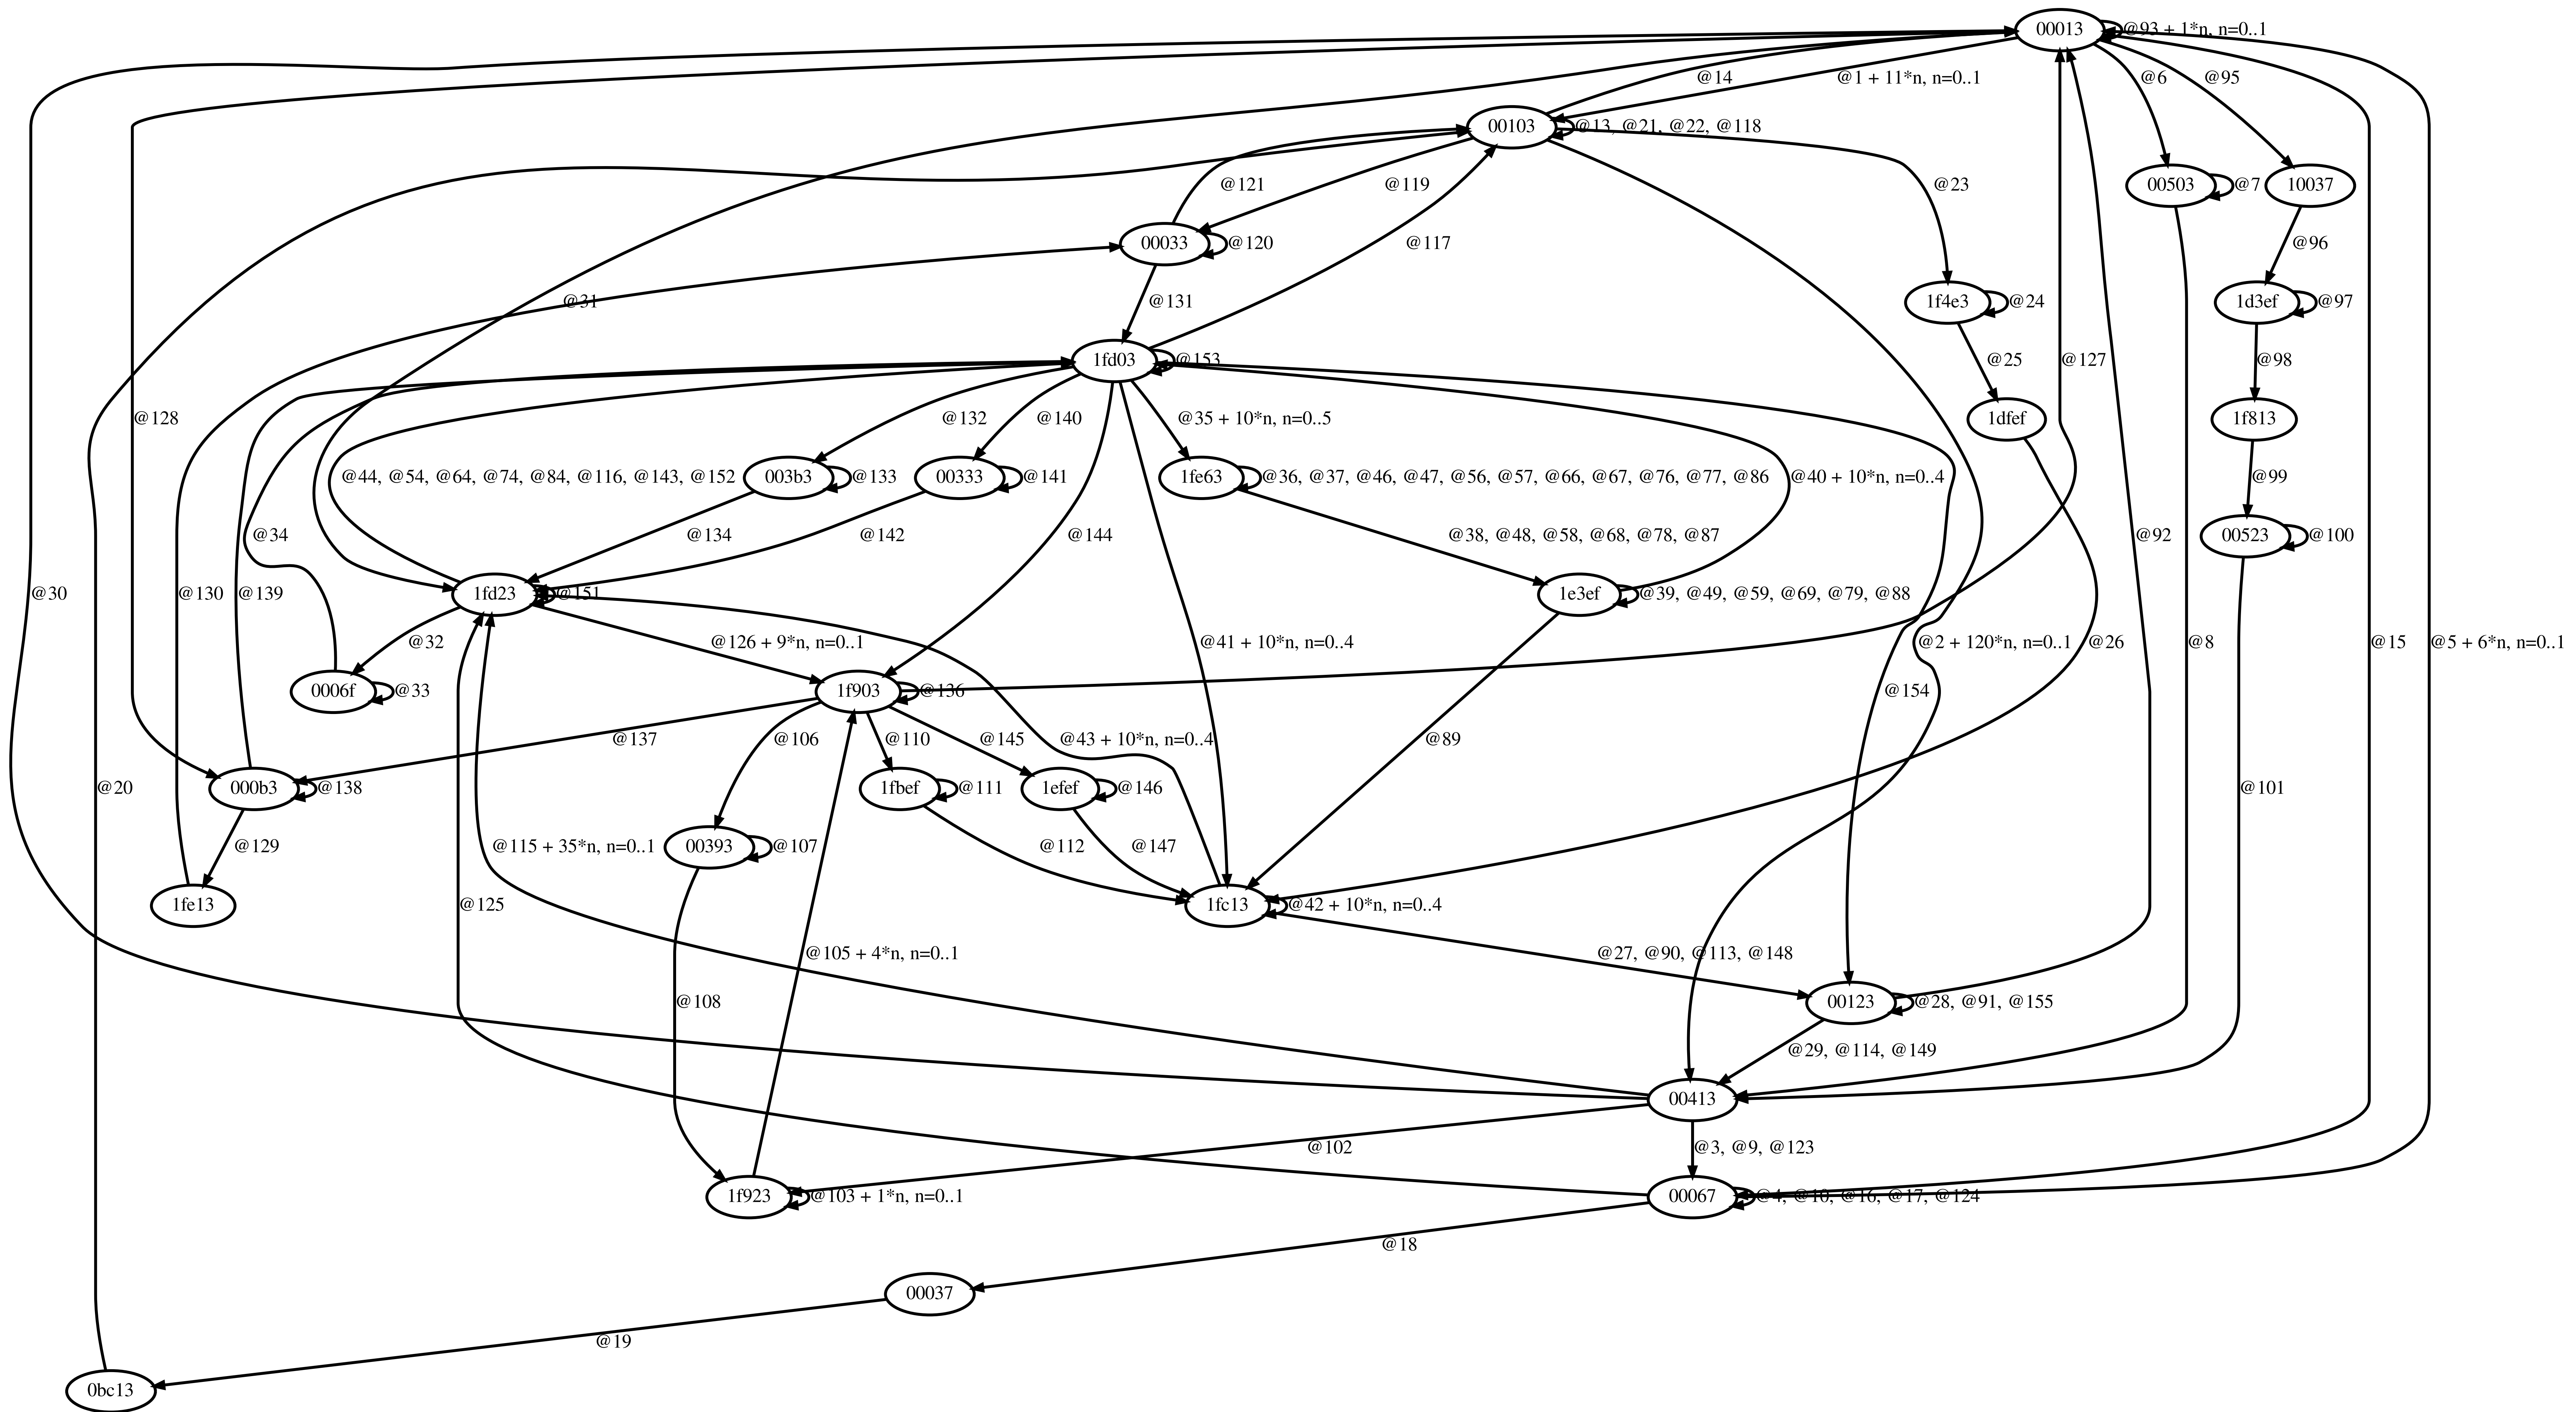 00013
@93 + 1*n, n=0..1
@14
@1 + 11*n, n=0..1
@6
@95
00103
@13, @21, @22, @118
@121
@119
@23
00503
@7
10037
00033
@120
@117
@96
@31
@131
1f4e3
@24
@127
1d3ef
@97
1fd03
@153
@25
@98
@128
@132
@140
@35 + 10*n, n=0..5
1dfef
1f813
@44, @54, @64, @74, @84, @116, @143, @152
003b3
@133
00333
@141
1fe63
@36, @37, @46, @47, @56, @57, @66, @67, @76, @77, @86
@40 + 10*n, n=0..4
@99
@34
@134
@142
@144
@38, @48, @58, @68, @78, @87
@92
00523
@100
@30
@130
@139
1fd23
@151
1e3ef
@39, @49, @59, @69, @79, @88
@32
@126 + 9*n, n=0..1
@41 + 10*n, n=0..4
@2 + 120*n, n=0..1
@26
@8
@15
@5 + 6*n, n=0..1
0006f
@33
1f903
@136
@154
@137
@106
@110
@145
@43 + 10*n, n=0..4
@89
@20
000b3
@138
1fbef
@111
1efef
@146
@101
@129
@115 + 35*n, n=0..1
00393
@107
@112
@147
1fe13
@125
1fc13
@42 + 10*n, n=0..4
@105 + 4*n, n=0..1
@27, @90, @113, @148
@108
00123
@28, @91, @155
@29, @114, @149
00413
@102
@3, @9, @123
1f923
@103 + 1*n, n=0..1
00067
@4, @10, @16, @17, @124
@18
00037
@19
0bc13